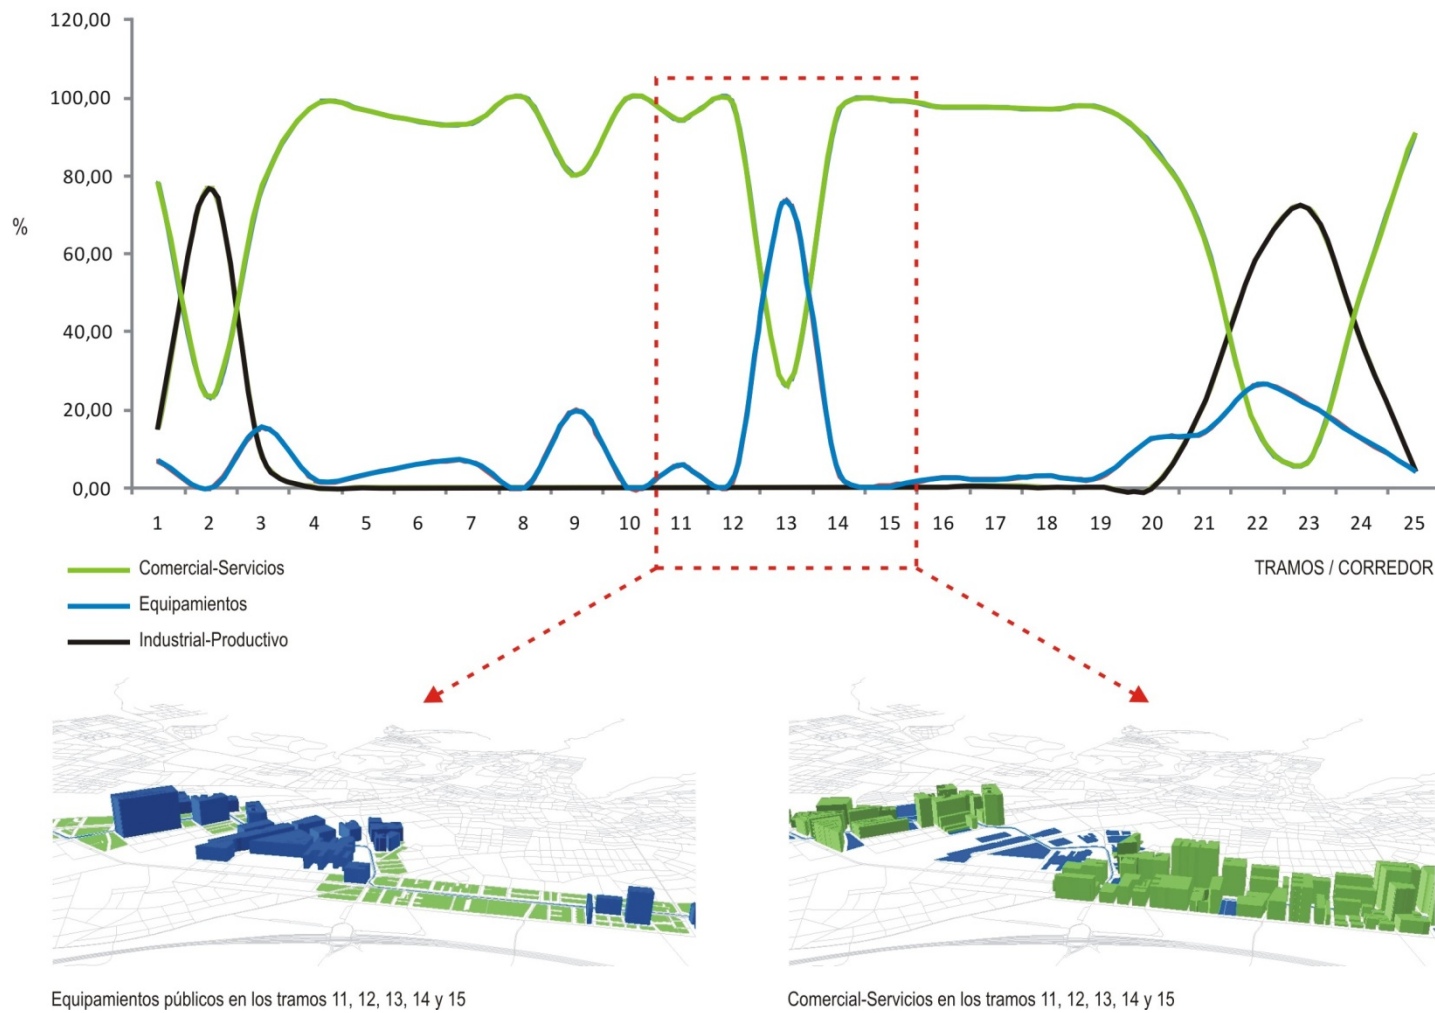 120,00
100,00
80,00
%
60,00
40,00
20,00
0,00
1 2 3 4 5 6 7 8 9 10 11 12 13 14 15 16 17 18 19 20 21 22 23 24 25
TRAMOS / CORREDOR
Comercial-Servicios
Equipamientos
Industrial-Productivo
Equipamientos públicos en los tramos 11, 12, 13, 14 y 15
Comercial-Servicios en los tramos 11, 12, 13, 14 y 15